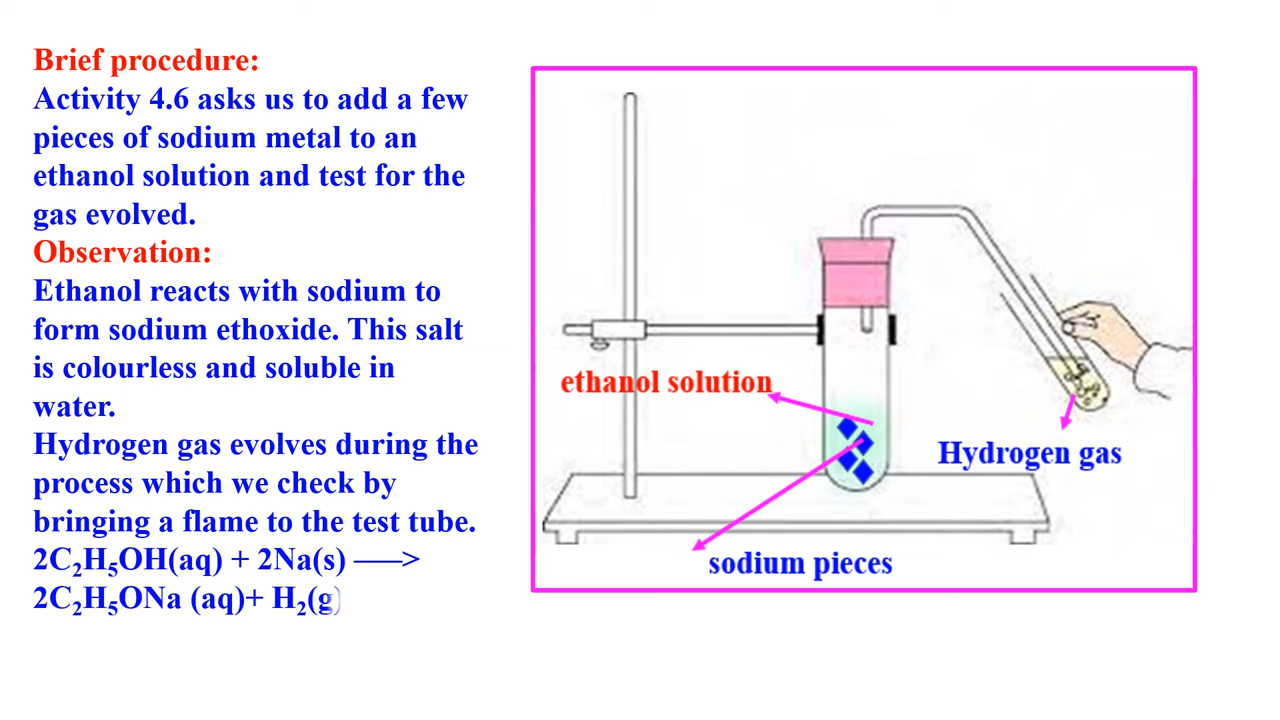 Brief procedure:
Activity 4.6 asks us to add a few
pieces of sodium metal to an
ethanol solution and test for the
gas evolved.
Observation:
Ethanol reacts with sodium to
form sodium ethoxide. This salt
is colourless and soluble in
water.
Hydrogen gas evolves during the
process which we check by
bringing a flame to the test tube.
2C₂H₅OH(aq) + 2Na(s) –––>
2C₂H₅ONa (aq)+ H₂(g)
ethanol solution
Hydrogen gas
sodium pieces